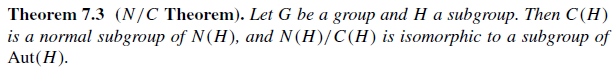 Theorem 7.3 (N/C Theorem). Let G be a group and H a subgroup. Then C(H)
is a normal subgroup of N(H), and N(H)/C(H) is isomorphic to a subgroup of
Aut(H).